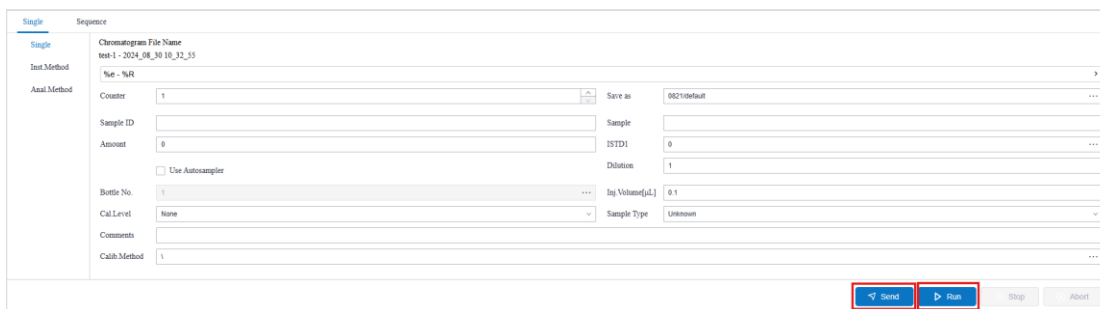 Single Sequence
Single
Inst.Method
Anal.Method
Chromatogram File Name
test-1 - 2024_08_30 10_32_55
%e - %R
Counter 1 Save as 0821/default ...
Sample ID Sample
Amount 0 ISTD1 0 ...
Use Autosampler Dilution 1
Bottle No. 1 ... Inj.Volume[µL] 0.1
Cal.Level None Sample Type Unknown
Comments
Calib.Method \ ...
Send Run Stop Abort